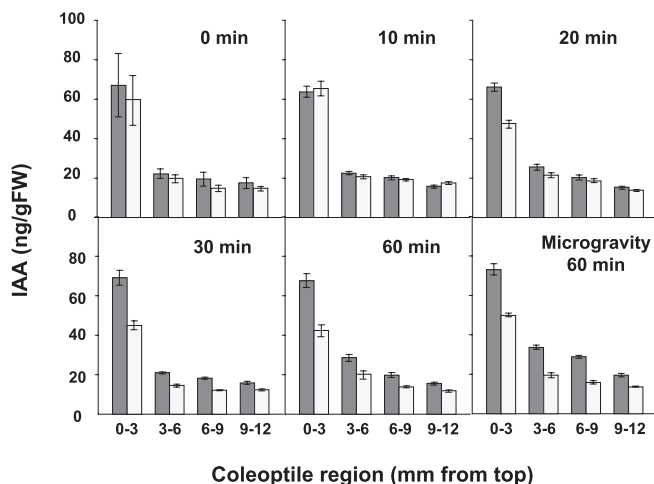 0 min
10 min
20 min
100
80
60
40
20
0
IAA (ng/gFW)
30 min
60 min
Microgravity
60 min
80
60
40
20
0
0-3 3-6 6-9 9-12
0-3 3-6 6-9 9-12
0-3 3-6 6-9 9-12
Coleoptile region (mm from top)